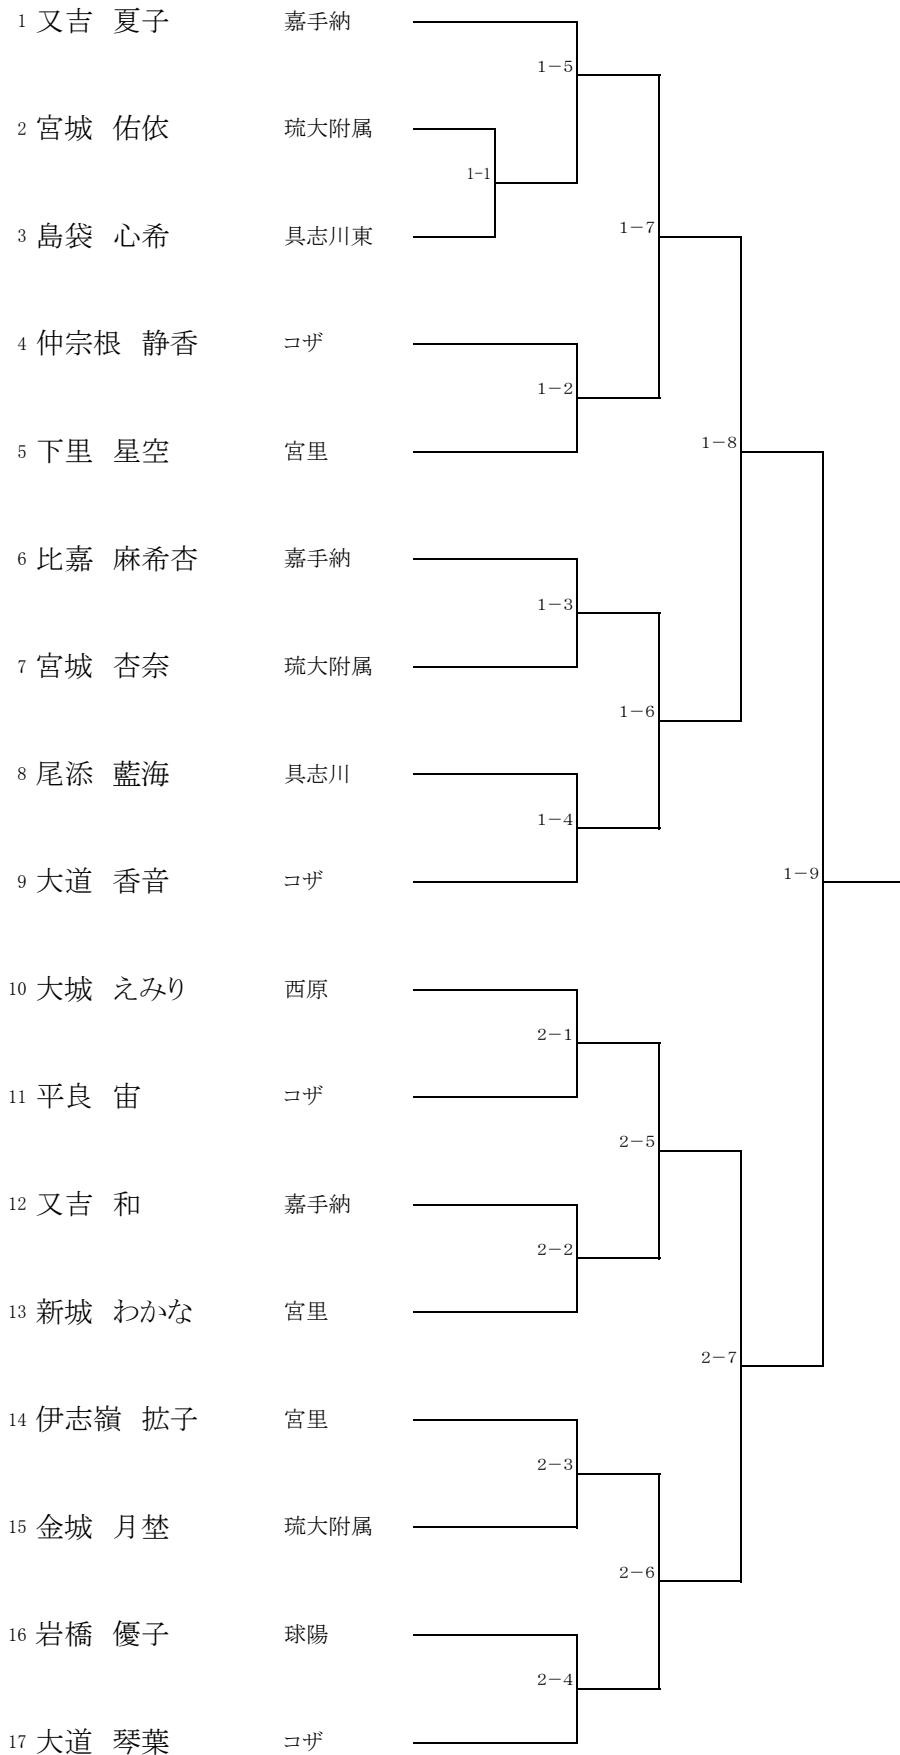 1 又吉 夏子 嘉手納
1－5
2 宮城 佑依 琉大附属
1-1
3 島袋 心希 具志川東
1－7
4 仲宗根 静香 コザ
1－2
5 下里 星空 宮里
1－8
6 比嘉 麻希杏 嘉手納
1－3
7 宮城 杏奈 琉大附属
1－6
8 尾添 藍海 具志川
1－4
9 大道 香音 コザ
1－9
10 大城 えみり 西原
2－1
11 平良 宙 コザ
2－5
12 又吉 和 嘉手納
2－2
13 新城 わかな 宮里
2－7
14 伊志嶺 拡子 宮里
2－3
15 金城 月埜 琉大附属
2－6
16 岩橋 優子 球陽
2－4
17 大道 琴葉 コザ